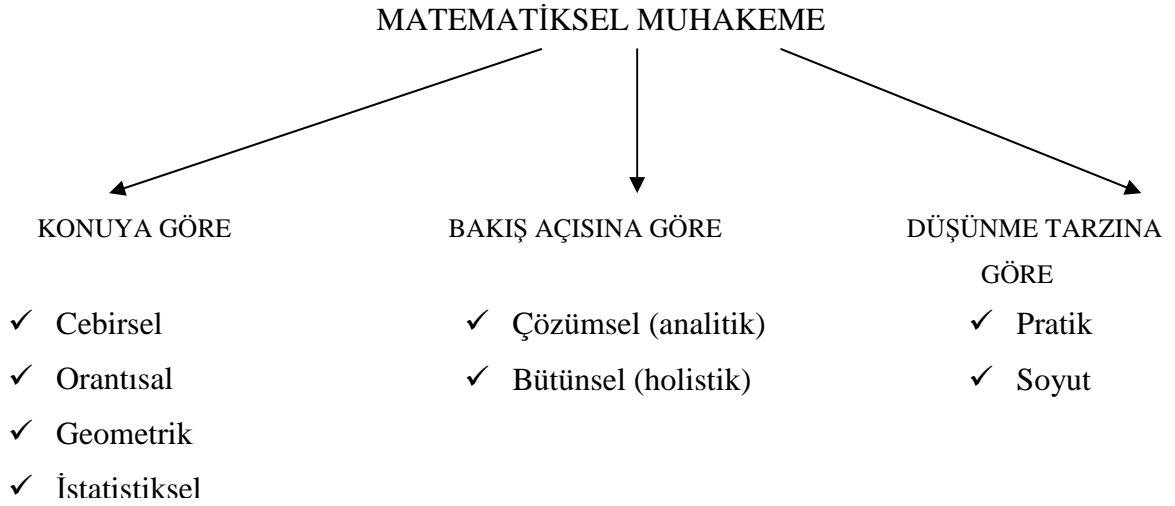 MATEMATİKSEL MUHAKEME
KONUYA GÖRE
BAKIŞ AÇISINA GÖRE
DÜŞÜNME TARZINA
GÖRE
✓ Cebirsel
✓ Orantısal
✓ Geometrik
✓ İstatistiksel
✓ Çözümsel (analitik)
✓ Bütünsel (holistik)
✓ Pratik
✓ Soyut